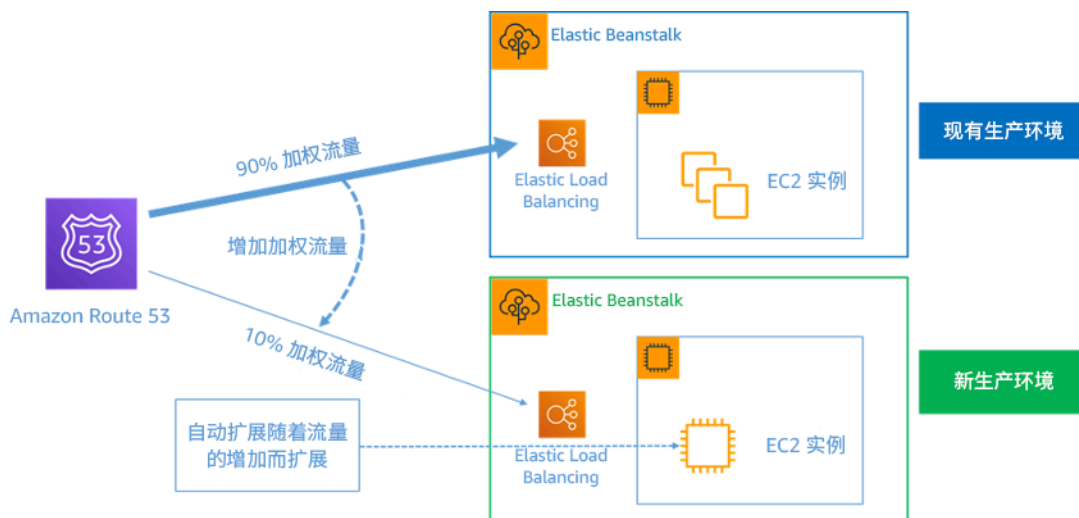 Elastic Beanstalk
90% 加权流量
Elastic Load
Balancing
EC2 实例
现有生产环境
53
增加加权流量
Amazon Route 53
Elastic Beanstalk
10% 加权流量
新生产环境
自动扩展随着流量
的增加而扩展
Elastic Load
Balancing
EC2 实例